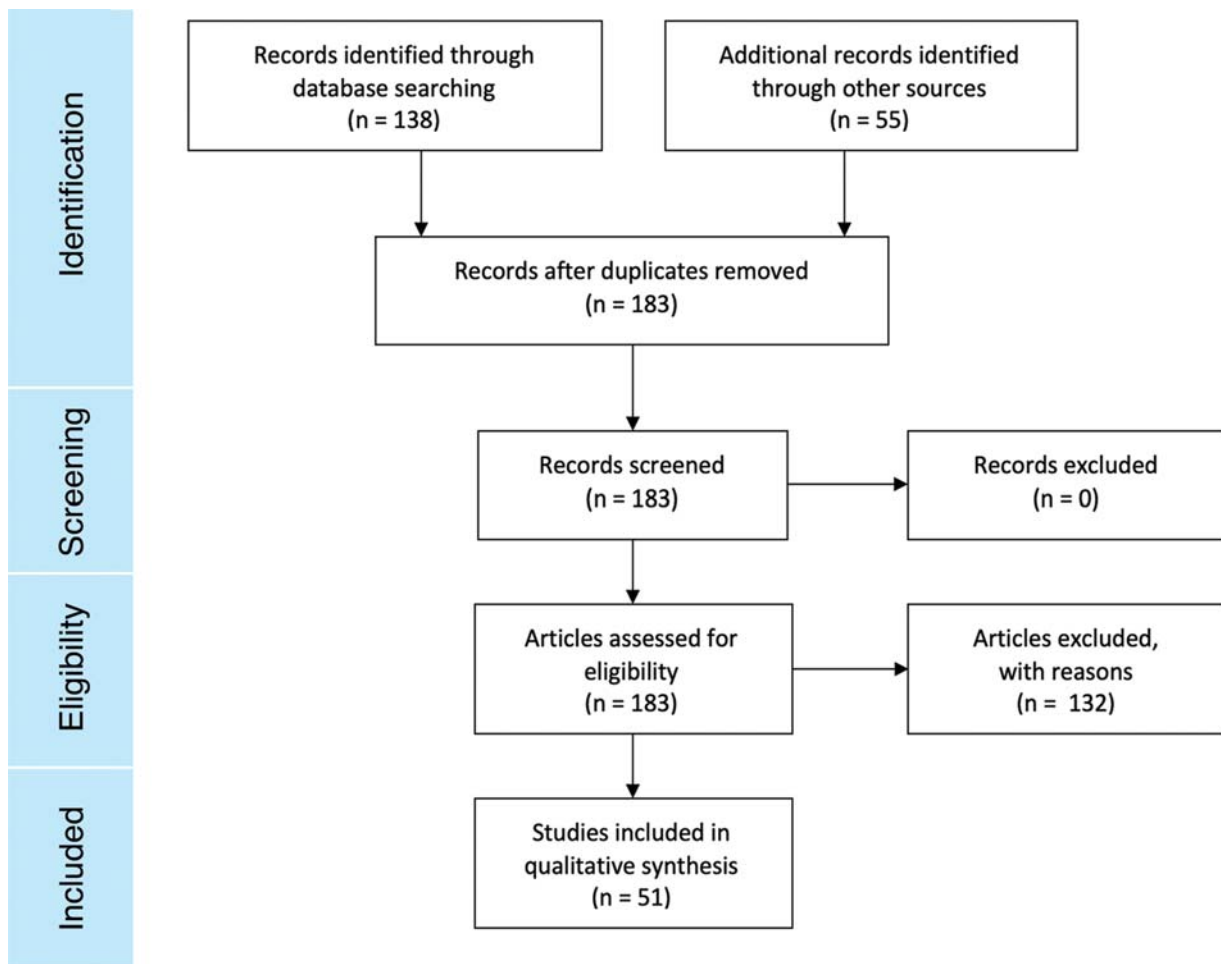 Identification
Records identified through
database searching
(n = 138)
Additional records identified
through other sources
(n = 55)
Records after duplicates removed
(n = 183)
Screening
Records screened
(n = 183)
Records excluded
(n = 0)
Eligibility
Articles assessed for
eligibility
(n = 183)
Articles excluded,
with reasons
(n = 132)
Included
Studies included in
qualitative synthesis
(n = 51)